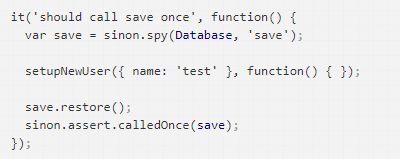 it('should call save once', function() {
  var save = sinon.spy(Database, 'save');

  setupNewUser({ name: 'test' }, function() { });

  save.restore();
  sinon.assert.calledOnce(save);
});